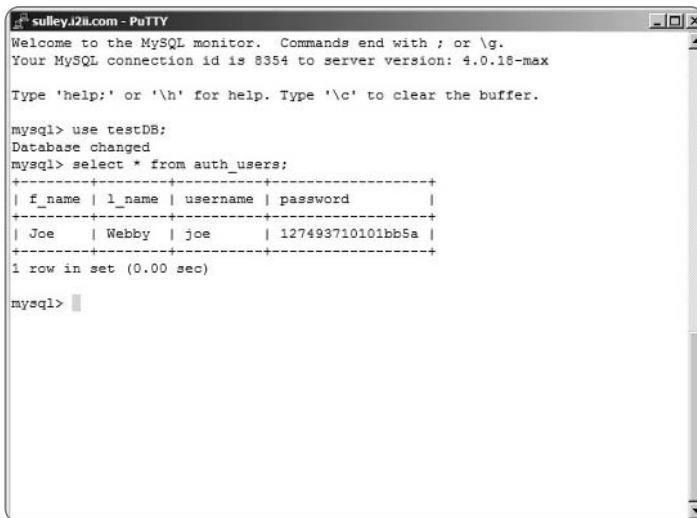 sulley.i2ii.com - PuTTY
Welcome to the MySQL monitor.  Commands end with ; or \g.
Your MySQL connection id is 8354 to server version: 4.0.18-max
Type 'help;' or '\h' for help. Type '\c' to clear the buffer.
mysql> use testDB;
Database changed
mysql> select * from auth_users;
+--------+--------+----------+------------------+
| f_name | l_name | username | password         |
+--------+--------+----------+------------------+
| Joe    | Webby  | joe      | 127493710101bb5a |
+--------+--------+----------+------------------+
1 row in set (0.00 sec)
mysql>